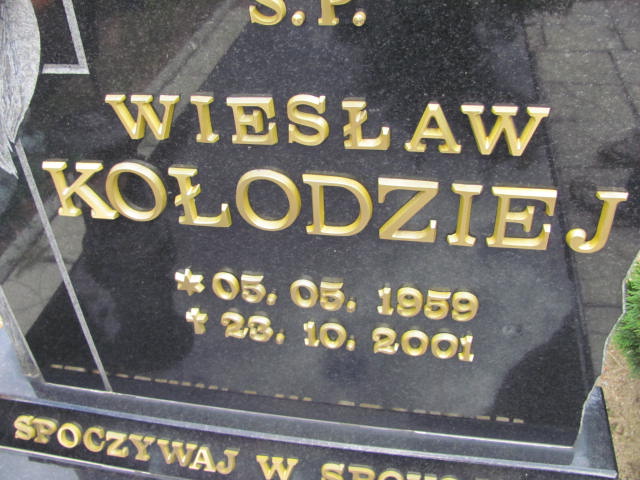 Ś.P.
WIESŁAW
KOŁODZIEJ
* 05. 05. 1959
† 23. 10. 2001
SPOCZYWAJ W